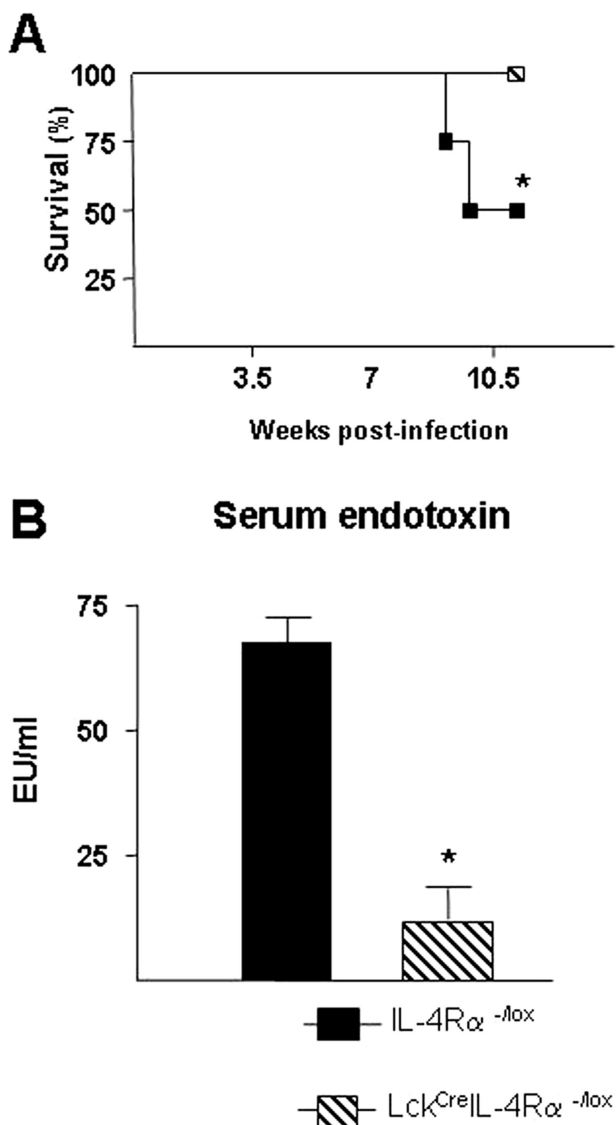 A
Survival (%)
100
75
50
25
*
3.5 7 10.5
Weeks post-infection
B Serum endotoxin
EU/ml
75
50
25
*
IL-4Rα -/lox
LckCreIL-4Rα -/lox